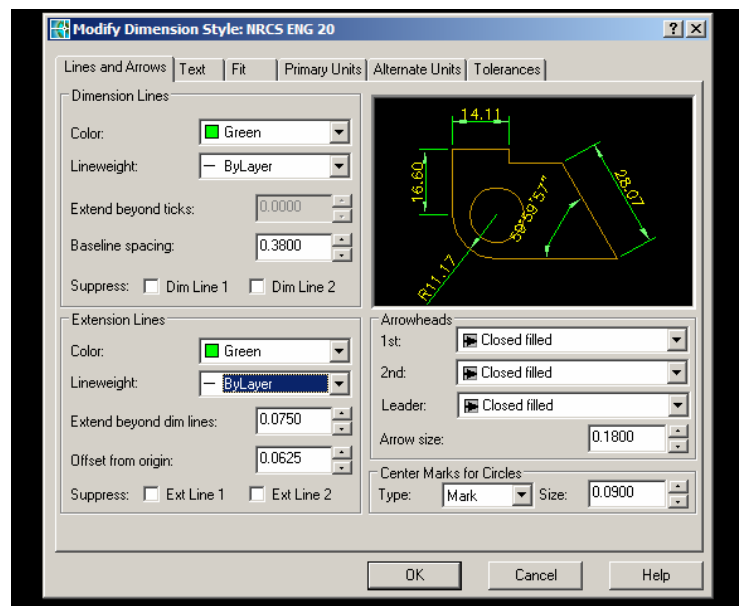 Modify Dimension Style: NRCS ENG 20
Lines and Arrows Text Fit Primary Units Alternate Units Tolerances
Dimension Lines
Color: Green
Lineweight: ByLayer
Extend beyond ticks: 0.0000
Baseline spacing: 0.3800
Suppress: Dim Line 1 Dim Line 2
14.11
16.60
28.07
59°59'57"
R11.17
Extension Lines
Color: Green
Lineweight: ByLayer
Extend beyond dim lines: 0.0750
Offset from origin: 0.0625
Suppress: Ext Line 1 Ext Line 2
Arrowheads
1st: Closed filled
2nd: Closed filled
Leader: Closed filled
Arrow size: 0.1800
Center Marks for Circles
Type: Mark Size: 0.0900
OK Cancel Help